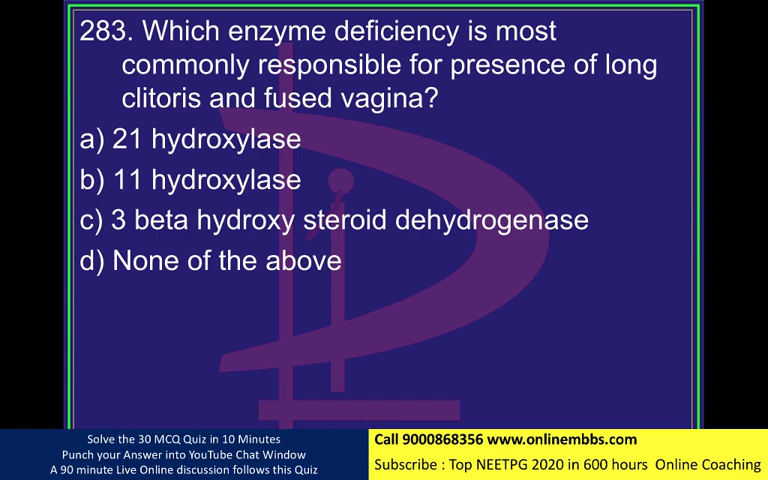 283. Which enzyme deficiency is most
commonly responsible for presence of long
clitoris and fused vagina?
a) 21 hydroxylase
b) 11 hydroxylase
c) 3 beta hydroxy steroid dehydrogenase
d) None of the above
Solve the 30 MCQ Quiz in 10 Minutes
Punch your Answer into YouTube Chat Window
A 90 minute Live Online discussion follows this Quiz
Call 9000868356 www.onlinembbs.com
Subscribe : Top NEETPG 2020 in 600 hours Online Coaching